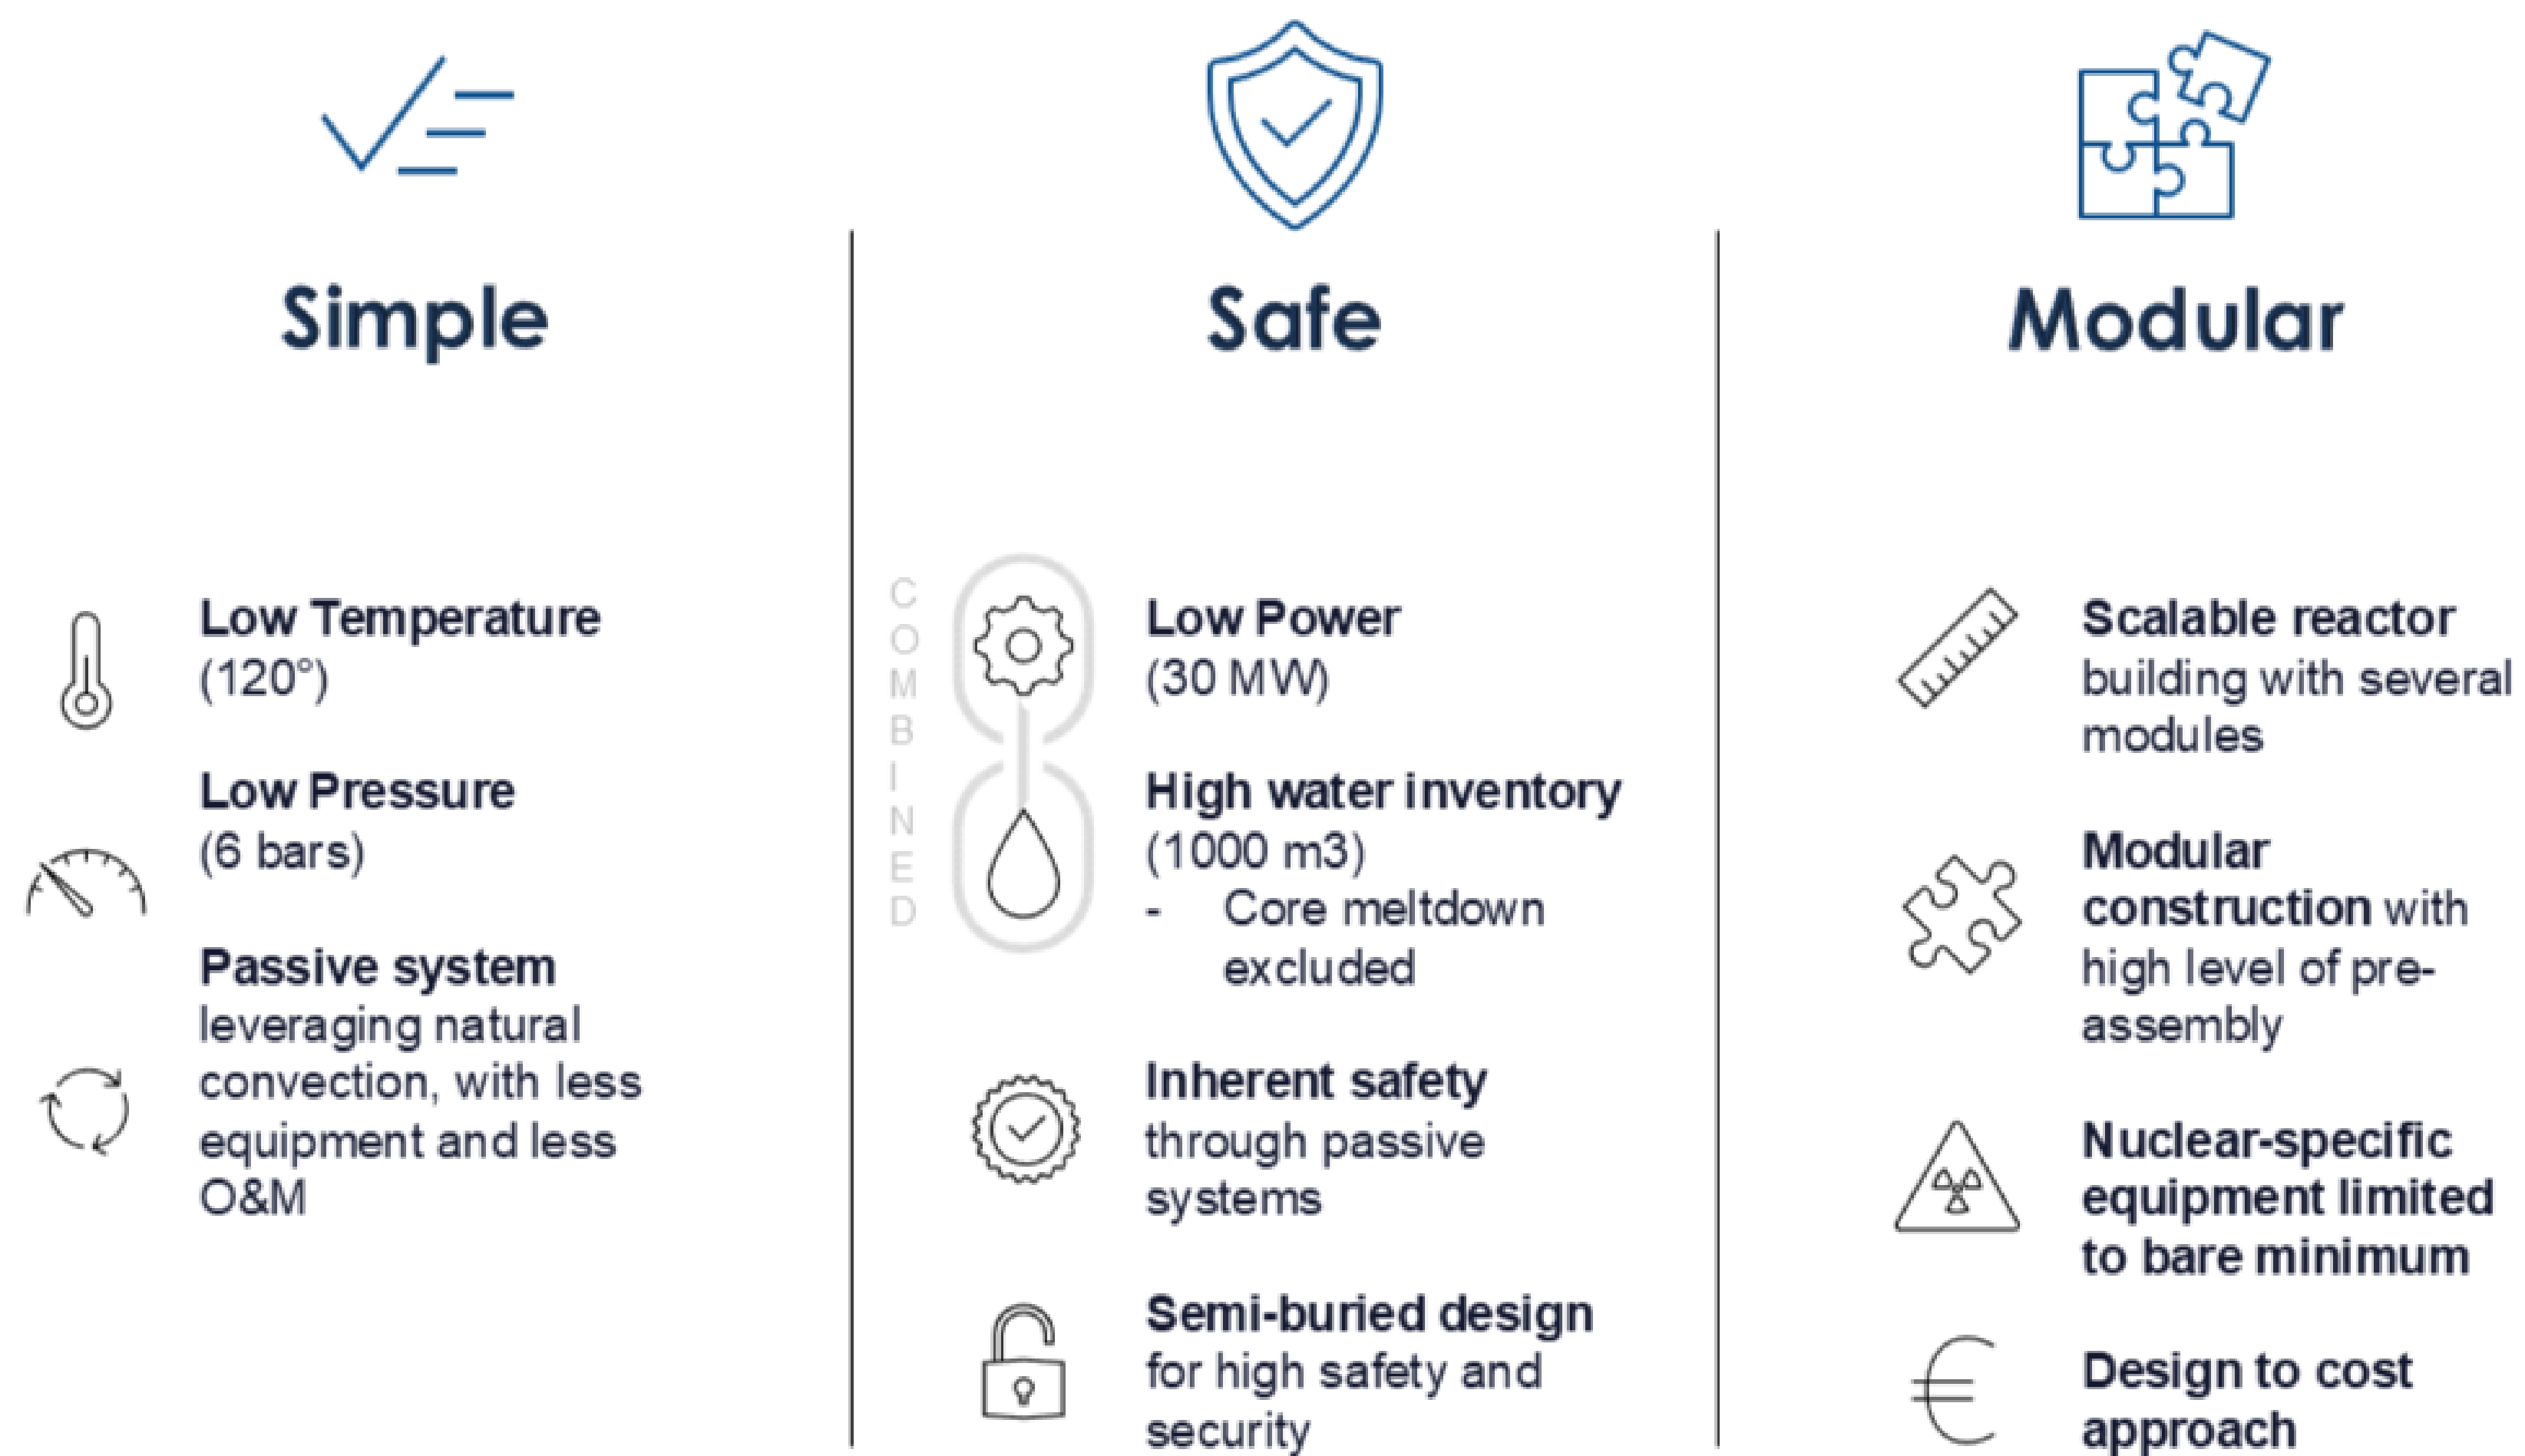 Simple
Low Temperature
(120°)
Low Pressure
(6 bars)
Passive system
leveraging natural
convection, with less
equipment and less
O&M
Safe
COMBINED
Low Power
(30 MW)
High water inventory
(1000 m3)
- Core meltdown
excluded
Inherent safety
through passive
systems
Semi-buried design
for high safety and
security
Modular
Scalable reactor
building with several
modules
Modular
construction with
high level of pre-
assembly
Nuclear-specific
equipment limited
to bare minimum
€
Design to cost
approach